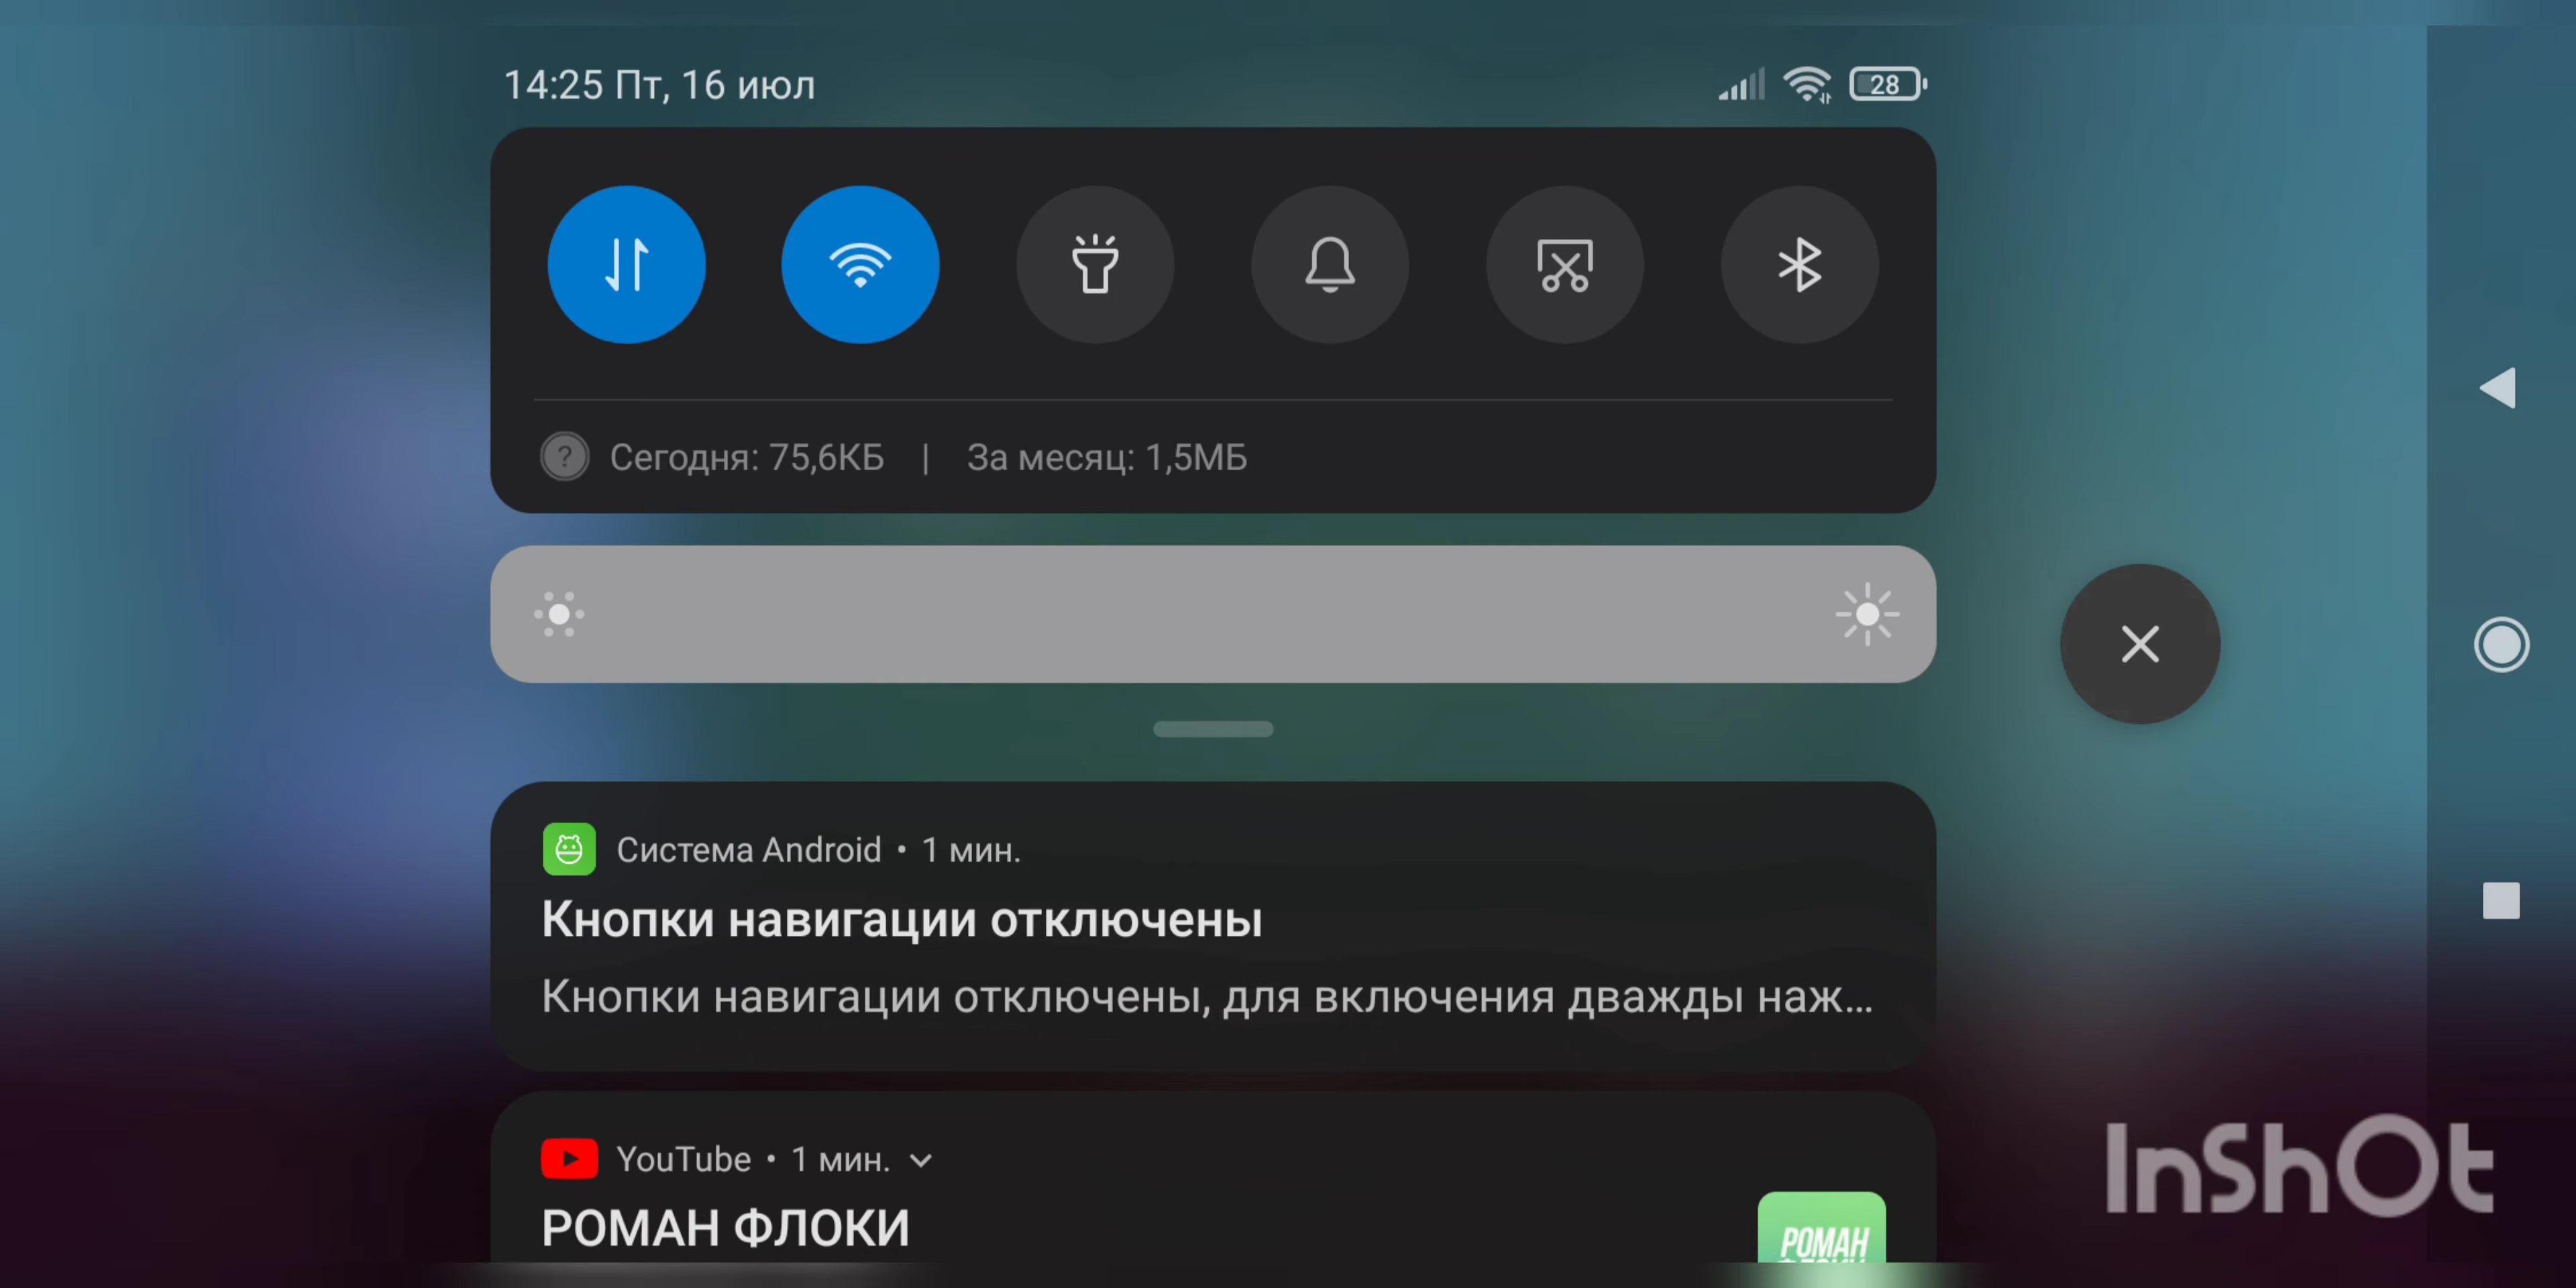 14:25 Пт, 16 июл
28
?
Сегодня: 75,6КБ | За месяц: 1,5МБ
Система Android • 1 мин.
Кнопки навигации отключены
Кнопки навигации отключены, для включения дважды наж...
YouTube • 1 мин.
РОМАН ФЛОКИ
РОМАН
InShOt